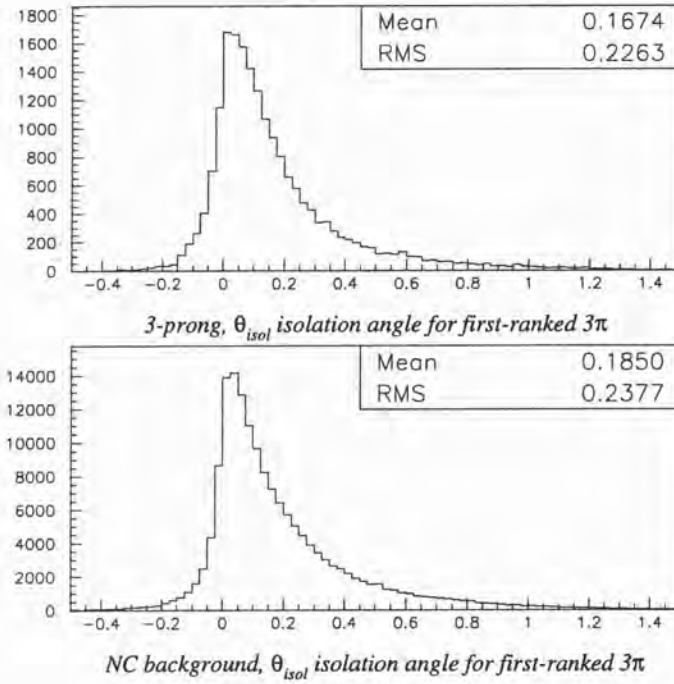 Mean 0.1674
RMS 0.2263
1800
1600
1400
1200
1000
800
600
400
200
0
−0.4 −0.2 0 0.2 0.4 0.6 0.8 1 1.2 1.4
3-prong, θisol isolation angle for first-ranked 3π
Mean 0.1850
RMS 0.2377
14000
12000
10000
8000
6000
4000
2000
0
−0.4 −0.2 0 0.2 0.4 0.6 0.8 1 1.2 1.4
NC background, θisol isolation angle for first-ranked 3π